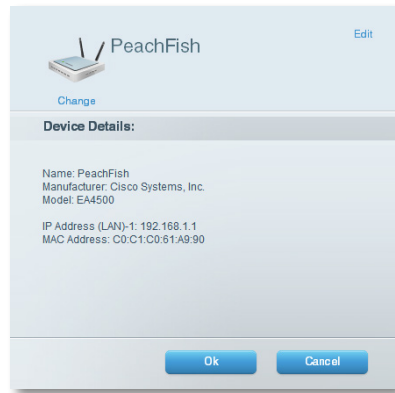 PeachFish
Edit
Change
Device Details:
Name: PeachFish
Manufacturer: Cisco Systems, Inc.
Model: EA4500
IP Address (LAN)-1: 192.168.1.1
MAC Address: C0:C1:C0:61:A9:90
Ok
Cancel